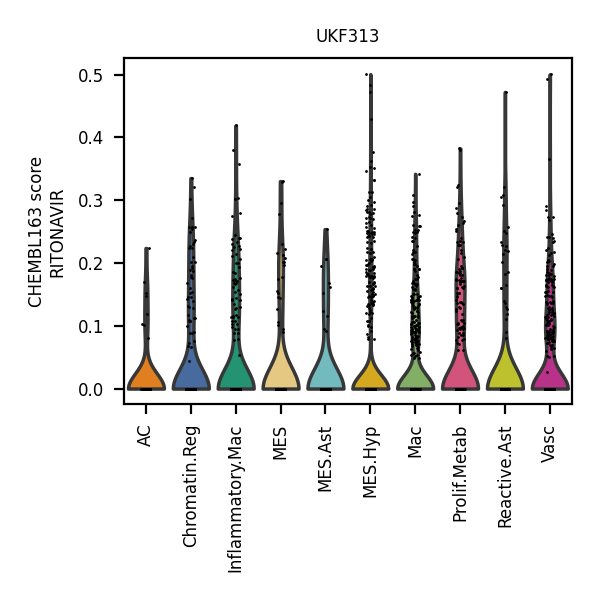 UKF313
CHEMBL163 score
RITONAVIR
0.5
0.4
0.3
0.2
0.1
0.0
AC
Chromatin.Reg
Inflammatory.Mac
MES
MES.Ast
MES.Hyp
Mac
Prolif.Metab
Reactive.Ast
Vasc